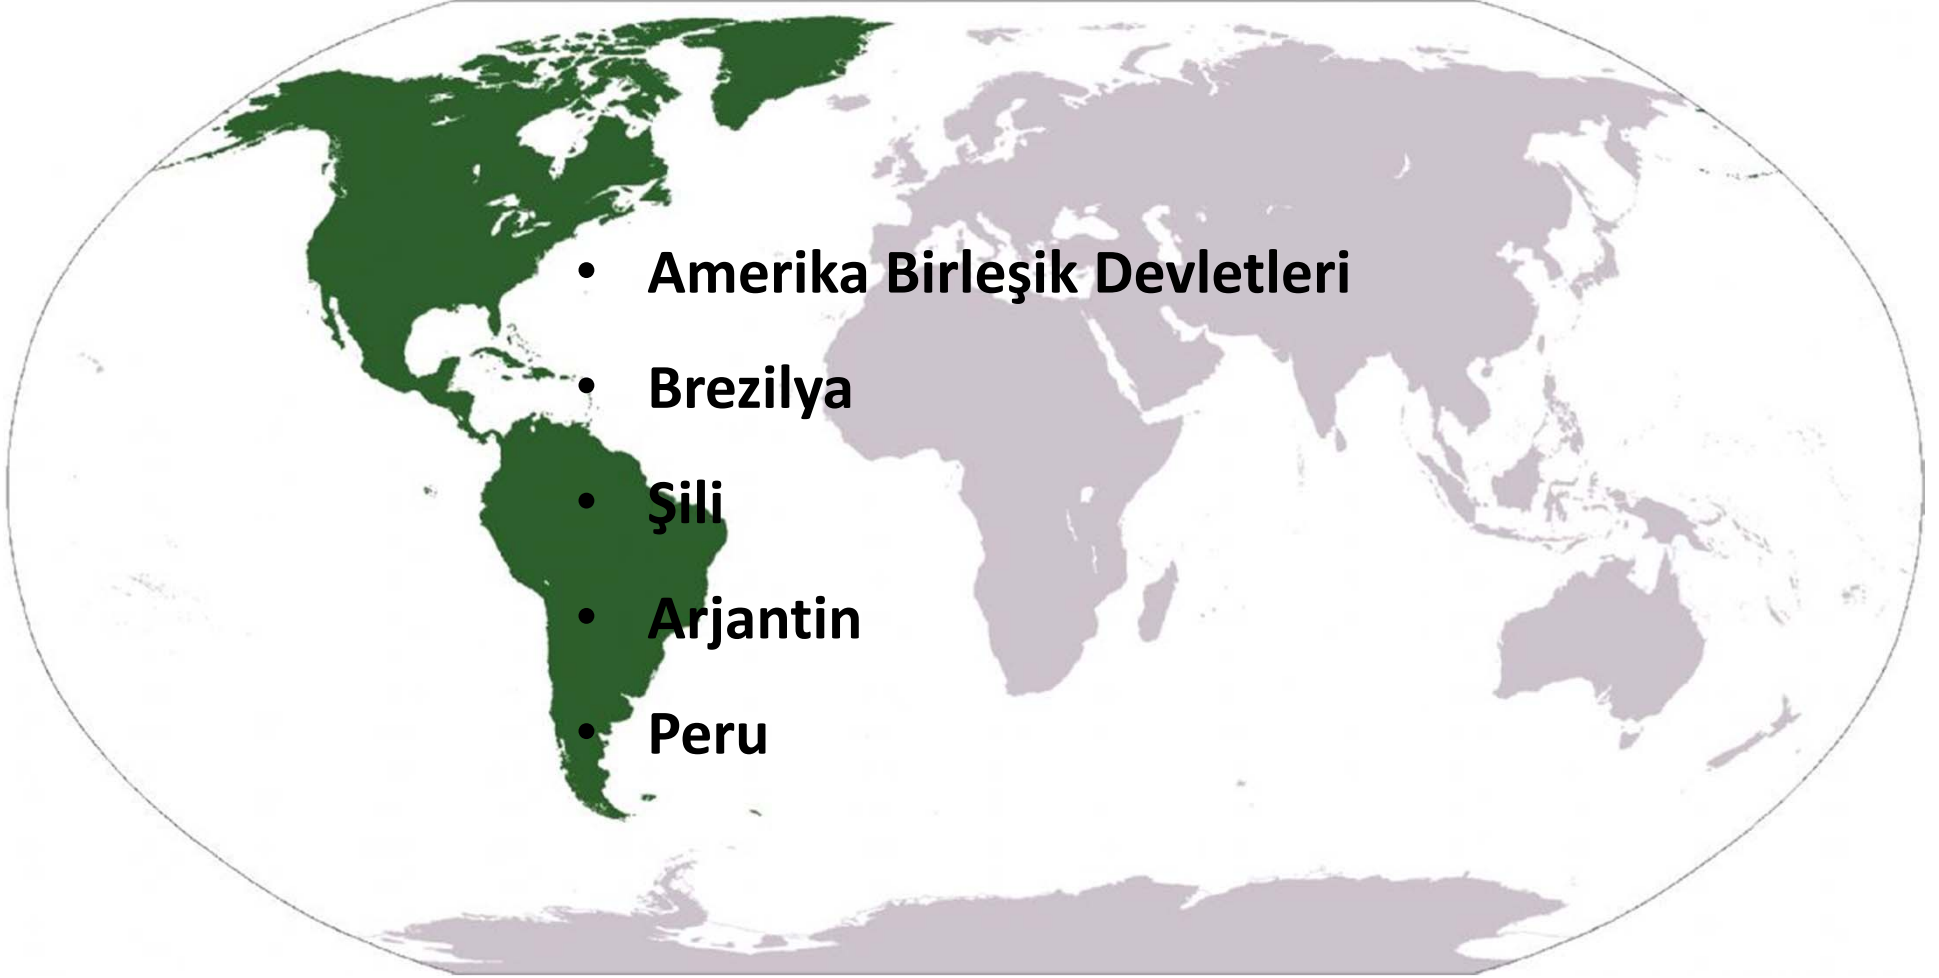 • Amerika Birleşik Devletleri
• Brezilya
• Şili
• Arjantin
• Peru